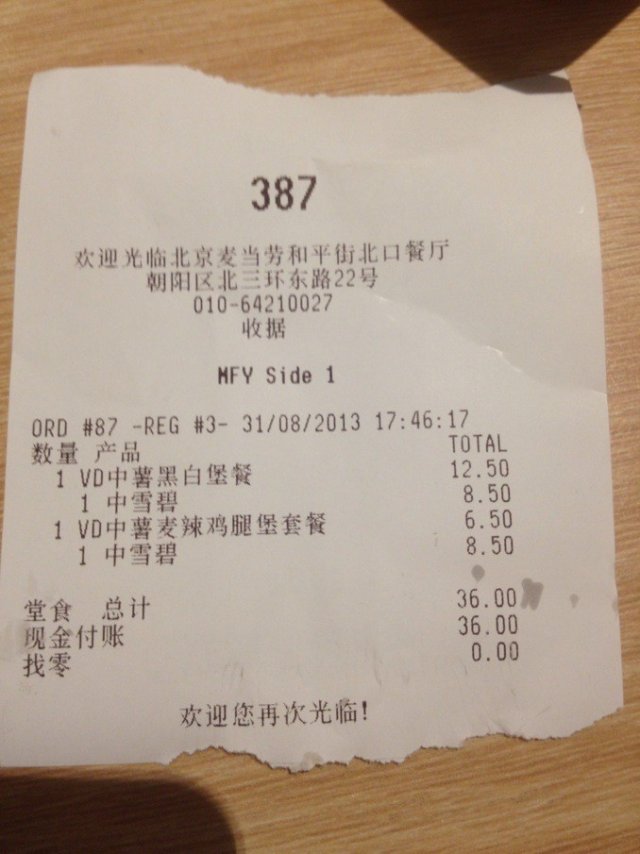 387
欢迎光临北京麦当劳和平街北口餐厅
朝阳区北三环东路22号
010-64210027
收据
MFY Side 1
ORD #87 -REG #3- 31/08/2013 17:46:17
数量 产品 TOTAL
1 VD中薯黑白堡餐 12.50
1 中雪碧 8.50
1 VD中薯麦辣鸡腿堡套餐 6.50
1 中雪碧 8.50
堂食 总计 36.00
现金付账 36.00
找零 0.00
欢迎您再次光临!